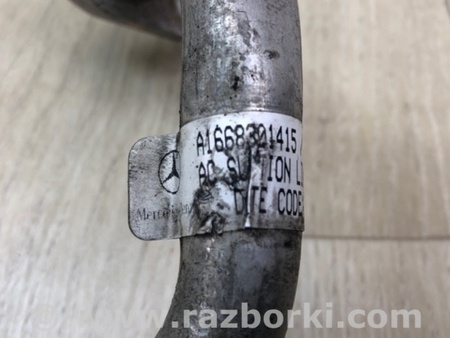 A1668301415
AC SUCTION
DATE CODE
www.razborki.com